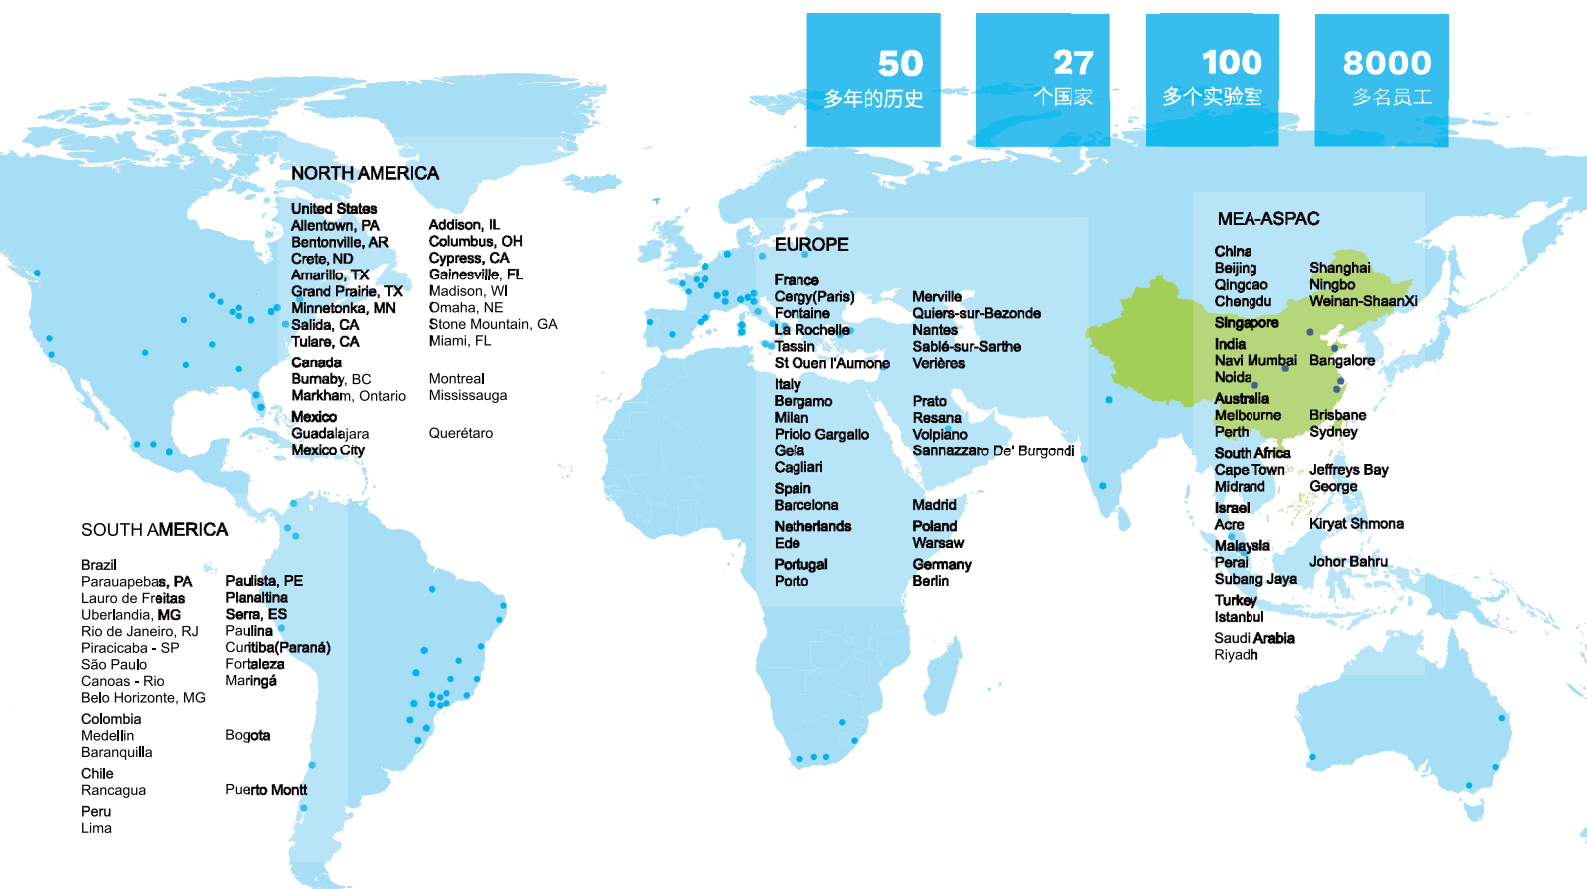 50
多年的历史
27
个国家
100
多个实验室
8000
多名员工
NORTH AMERICA
United States
Allentown, PA
Bentonville, AR
Crete, ND
Amarillo, TX
Grand Prairie, TX
Minnetonka, MN
Salida, CA
Tulare, CA
Addison, IL
Columbus, OH
Cypress, CA
Gainesville, FL
Madison, WI
Omaha, NE
Stone Mountain, GA
Miami, FL
Canada
Burnaby, BC
Markham, Ontario
Montreal
Mississauga
Mexico
Guadalajara
Mexico City
Querétaro
SOUTH AMERICA
Brazil
Parauapebas, PA
Lauro de Freitas
Uberlandia, MG
Rio de Janeiro, RJ
Piracicaba - SP
São Paulo
Canoas - Rio
Belo Horizonte, MG
Paulista, PE
Planaltina
Serra, ES
Paulina
Curitiba(Paraná)
Fortaleza
Maringá
Colombia
Medellin
Baranquilla
Bogota
Chile
Rancagua
Puerto Montt
Peru
Lima
EUROPE
France
Cergy(Paris)
Fontaine
La Rochelle
Tassin
St Ouen l'Aumone
Merville
Quiers-sur-Bezonde
Nantes
Sablé-sur-Sarthe
Verières
Italy
Bergamo
Milan
Priolo Gargallo
Gela
Cagliari
Prato
Resana
Volpiano
Sannazzaro De' Burgondi
Spain
Barcelona
Madrid
Netherlands
Ede
Poland
Warsaw
Portugal
Porto
Germany
Berlin
MEA-ASPAC
China
Beijing
Qingcao
Chengdu
Shanghai
Ningbo
Weinan-ShaanXi
Singapore
India
Navi Mumbai
Noida
Bangalore
Australia
Melbourne
Perth
Brisbane
Sydney
South Africa
Cape Town
Midrand
Jeffreys Bay
George
Israel
Acre
Kiryat Shmona
Malaysia
Perai
Subang Jaya
Johor Bahru
Turkey
Istanbul
Saudi Arabia
Riyadh